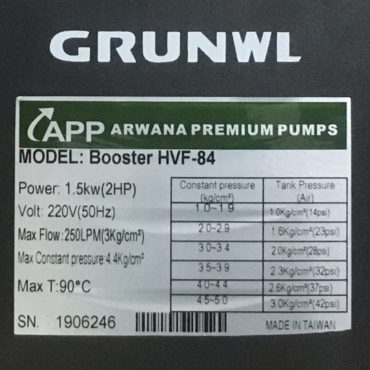 GRUNWL
APP ARWANA PREMIUM PUMPS
MODEL: Booster HVF-84
Power: 1.5kw(2HP)
Volt: 220V(50Hz)
Max Flow:250LPM(3Kg/cm²)
Max Constant pressure:4.4Kg/cm²
Max T:90°C
Constant pressure (kg/cm²) Tank Pressure (Air)
1.0-1.9 1.0Kg/cm²(14psi)
2.0-2.9 1.6Kg/cm²(23psi)
3.0-3.4 2.0Kg/cm²(28psi)
3.5-3.9 2.3Kg/cm²(32psi)
4.0-4.4 2.6Kg/cm²(37psi)
4.5-5.0 3.0Kg/cm²(42psi)
SN. 1906246 MADE IN TAIWAN